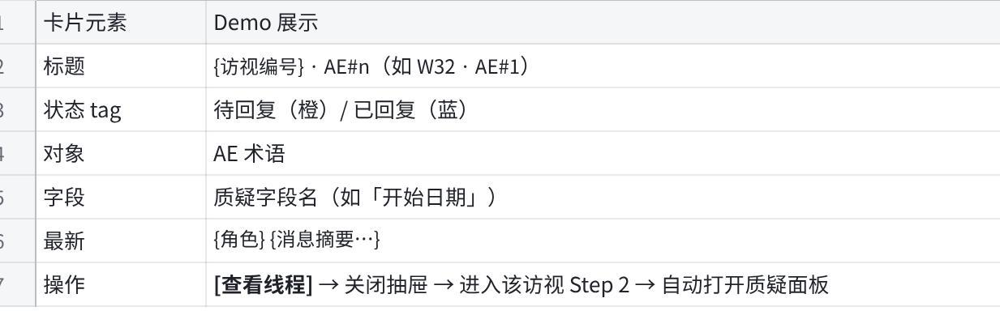 1 卡片元素 Demo 展示
2 标题 {访视编号} · AE#n（如 W32 · AE#1）
3 状态 tag 待回复（橙）/ 已回复（蓝）
4 对象 AE 术语
5 字段 质疑字段名（如「开始日期」）
6 最新 {角色} {消息摘要…}
7 操作 [查看线程] → 关闭抽屉 → 进入该访视 Step 2 → 自动打开质疑面板